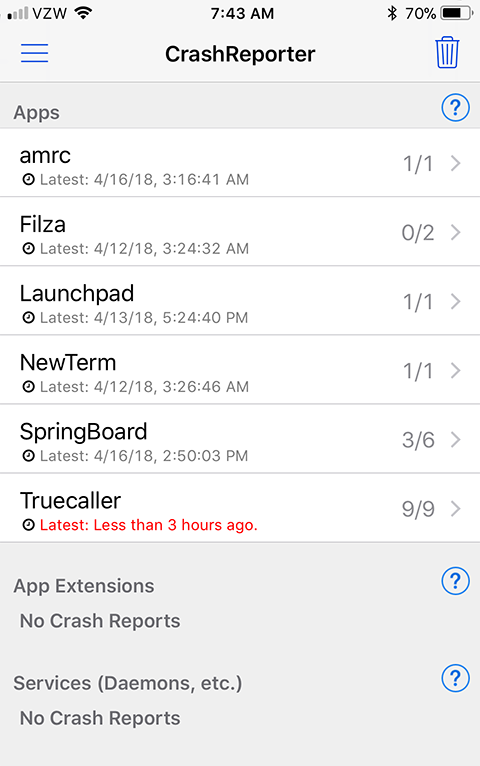 VZW 7:43 AM 70%
CrashReporter
Apps ?
amrc
Latest: 4/16/18, 3:16:41 AM 1/1
Filza
Latest: 4/12/18, 3:24:32 AM 0/2
Launchpad
Latest: 4/13/18, 5:24:40 PM 1/1
NewTerm
Latest: 4/12/18, 3:26:46 AM 1/1
SpringBoard
Latest: 4/16/18, 2:50:03 PM 3/6
Truecaller
Latest: Less than 3 hours ago. 9/9
App Extensions ?
No Crash Reports
Services (Daemons, etc.) ?
No Crash Reports